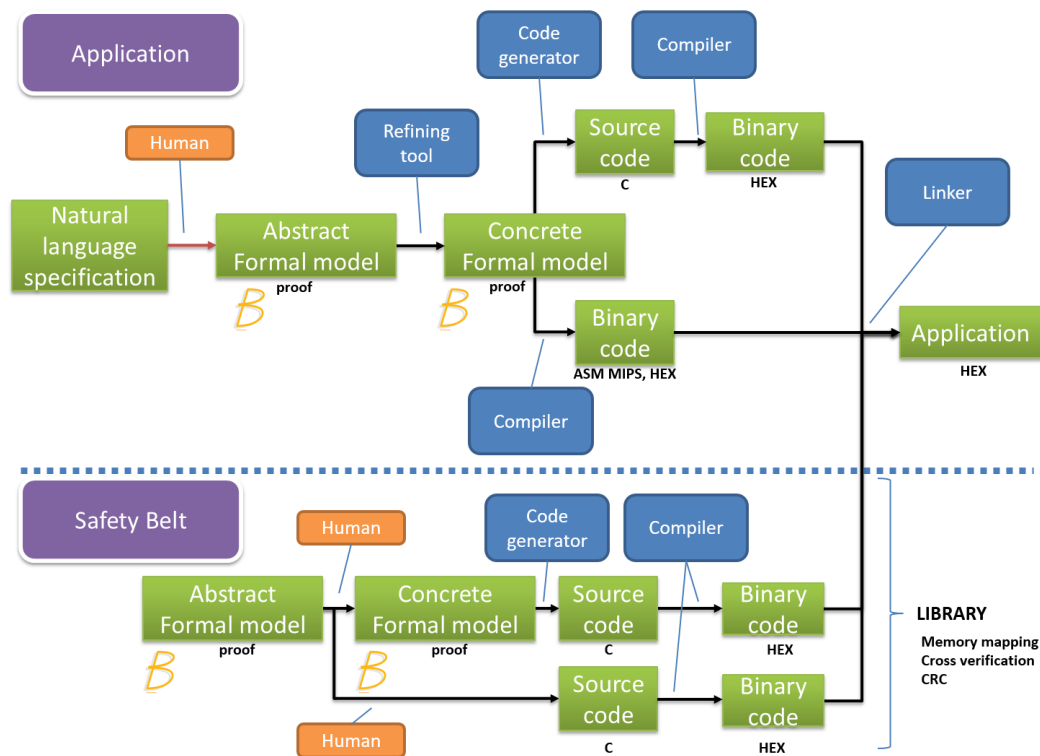 Application
Code
generator
Compiler
Human
Refining
tool
Source
code
C
Binary
code
HEX
Linker
Natural
language
specification
Abstract
Formal model
proof
B
Concrete
Formal model
proof
B
Binary
code
ASM MIPS, HEX
Application
HEX
Compiler
Safety Belt
Human
Code
generator
Compiler
Abstract
Formal model
proof
B
Concrete
Formal model
proof
B
Source
code
C
Binary
code
HEX
LIBRARY
Memory mapping
Cross verification
CRC
Human
Source
code
C
Binary
code
HEX